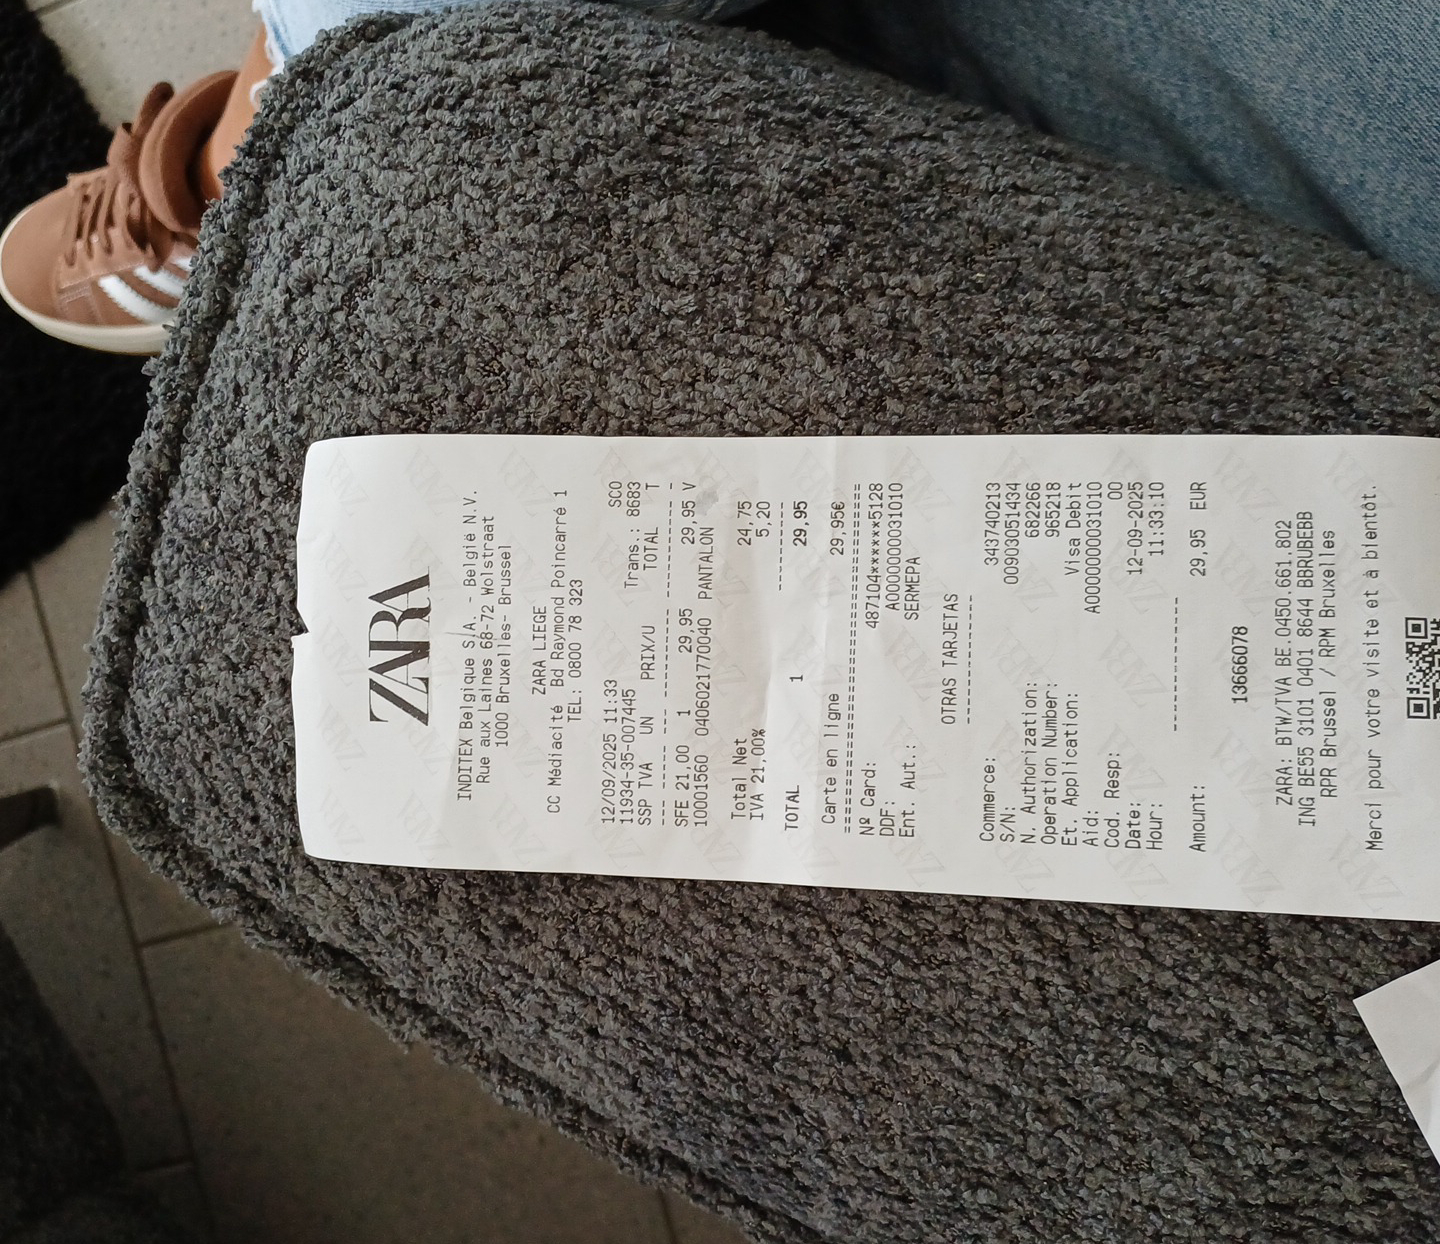 ZARA
INDITEX Belgique S/A. - België N.V.
Rue aux Laines 68-72 Wolstraat
1000 Bruxelles- Brussel
ZARA LIEGE
CC Médiacité Bd Raymond Poincarré 1
TEL: 0800 78 323
12/09/2025 11:33 SCO
11934-35-007445 Trans.: 8683
SSP TVA UN PRIX/U TOTAL T
SFE 21,00 1 29,95 29,95 V
10001560 04060217700040 PANTALON
Total Net 24,75
IVA 21,00% 5,20
TOTAL 1 29,95
Carte en ligne 29,95€
Nº Card: 487104******5128
DDF: A0000000031010
Ent. Aut.: SERMEPA
OTRAS TARJETAS
Commerce: 343740213
S/N: 00903051434
N. Authorization: 682266
Operation Number: 965218
Et. Application: Visa Debit
Aid: A0000000031010
Cod. Resp: 00
Date: 12-09-2025
Hour: 11:33:10
Amount: 29,95 EUR
13666078
ZARA: BTW/TVA BE 0450.661.802
ING BE55 3101 0401 8644 BBRUBEBB
RPR Brussel / RPM Bruxelles
Merci pour votre visite et à bientôt.